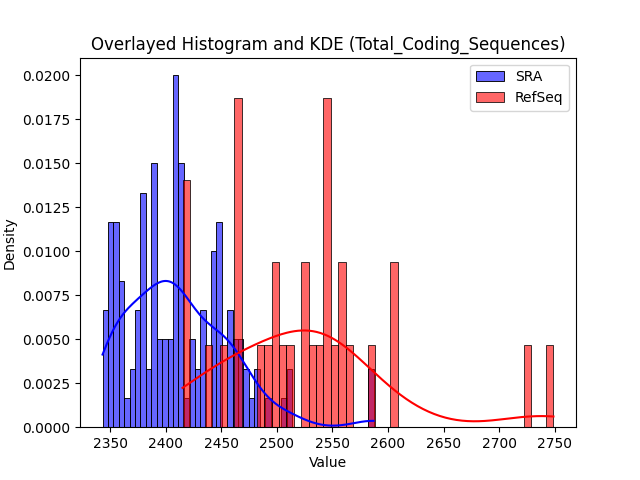 Overlayed Histogram and KDE (Total_Coding_Sequences)
SRA
RefSeq
0.0200
0.0175
0.0150
0.0125
0.0100
0.0075
0.0050
0.0025
0.0000
Density
2350 2400 2450 2500 2550 2600 2650 2700 2750
Value